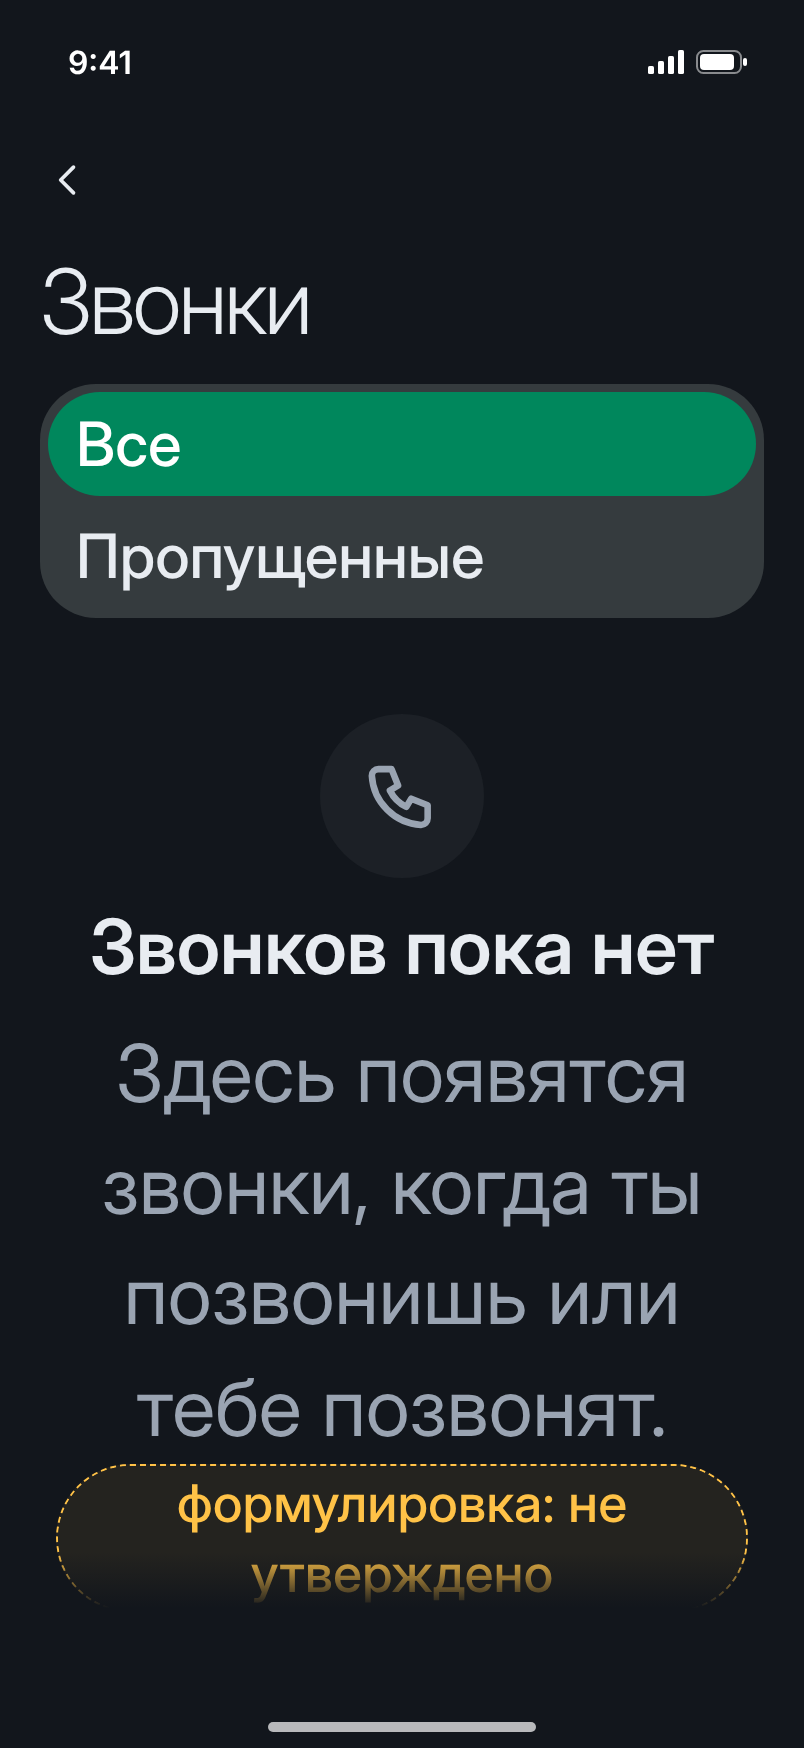 9:41
Звонки
Все
Пропущенные
Звонков пока нет
Здесь появятся
звонки, когда ты
позвонишь или
тебе позвонят.
формулировка: не
утверждено